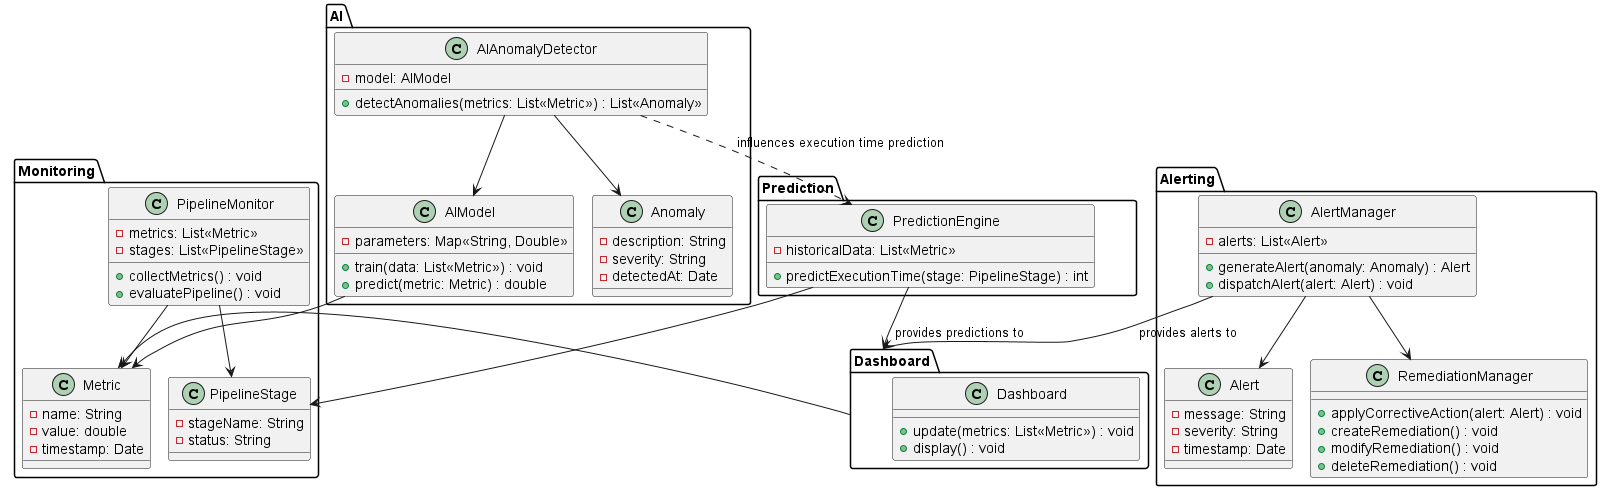 AI
C AIAnomalyDetector
model: AIModel
detectAnomalies(metrics: List«Metric») : List«Anomaly»
influences execution time prediction
Monitoring
C PipelineMonitor
metrics: List«Metric»
stages: List«PipelineStage»
collectMetrics() : void
evaluatePipeline() : void
C AIModel
parameters: Map«String, Double»
train(data: List«Metric») : void
predict(metric: Metric) : double
C Anomaly
description: String
severity: String
detectedAt: Date
Prediction
C PredictionEngine
historicalData: List«Metric»
predictExecutionTime(stage: PipelineStage) : int
Alerting
C AlertManager
alerts: List«Alert»
generateAlert(anomaly: Anomaly) : Alert
dispatchAlert(alert: Alert) : void
provides predictions to
provides alerts to
C Metric
name: String
value: double
timestamp: Date
C PipelineStage
stageName: String
status: String
Dashboard
C Dashboard
update(metrics: List«Metric») : void
display() : void
C Alert
message: String
severity: String
timestamp: Date
C RemediationManager
applyCorrectiveAction(alert: Alert) : void
createRemediation() : void
modifyRemediation() : void
deleteRemediation() : void